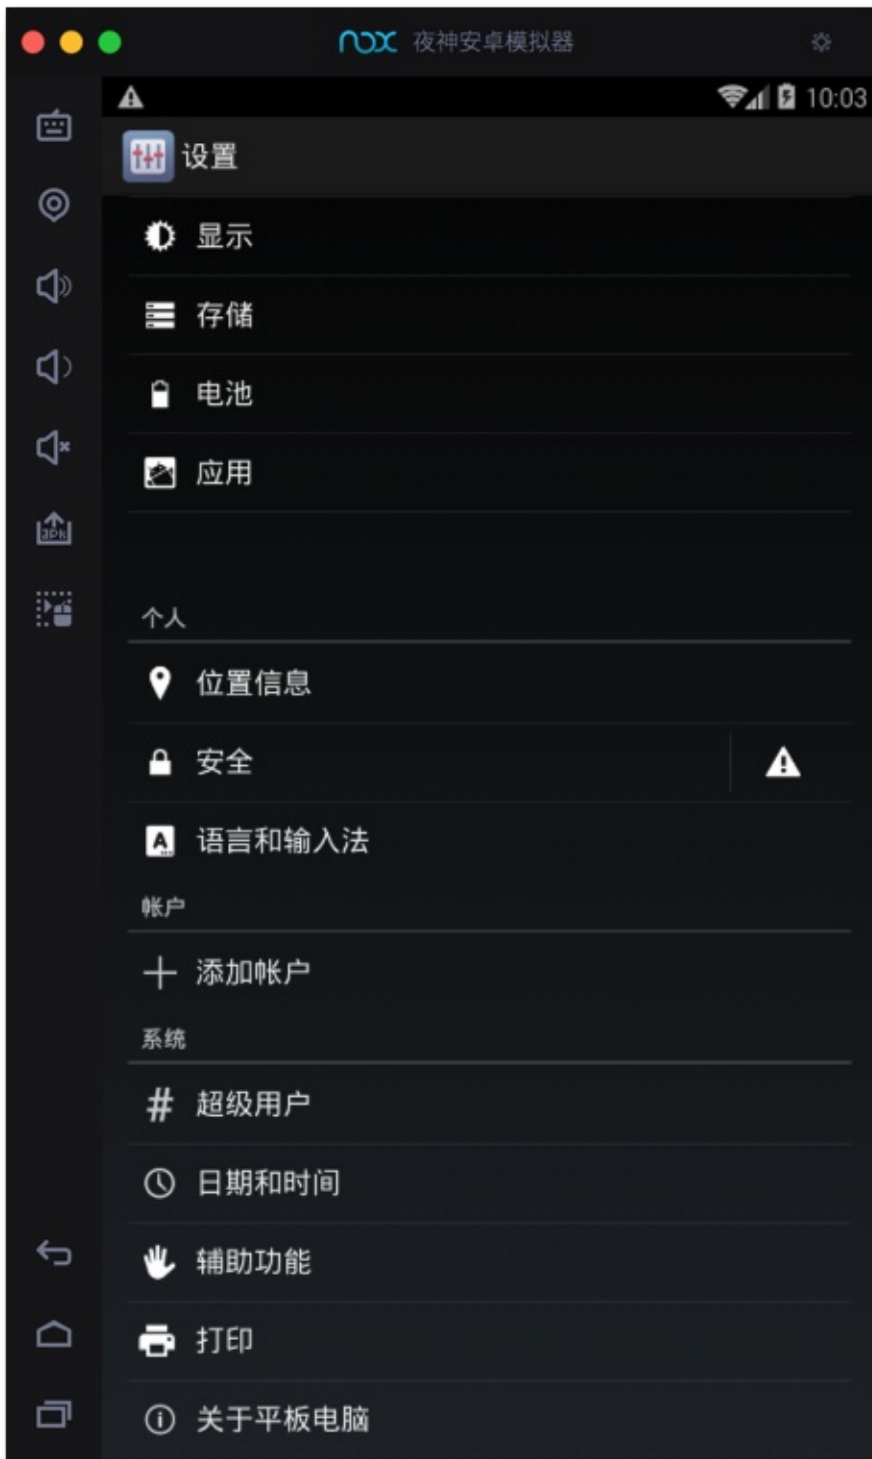 nox 夜神安卓模拟器
10:03
设置
显示
存储
电池
应用
个人
位置信息
安全
语言和输入法
帐户
添加帐户
系统
# 超级用户
日期和时间
辅助功能
打印
关于平板电脑